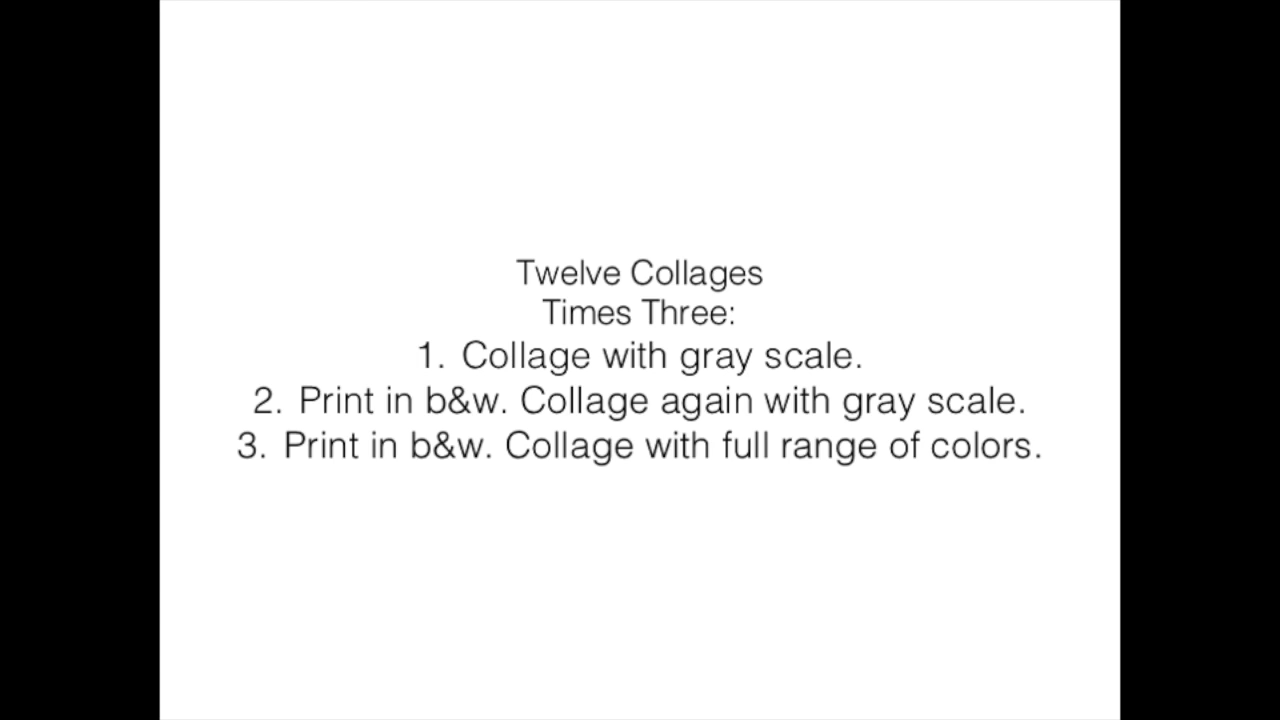 Twelve Collages
Times Three:
1. Collage with gray scale.
2. Print in b&w. Collage again with gray scale.
3. Print in b&w. Collage with full range of colors.